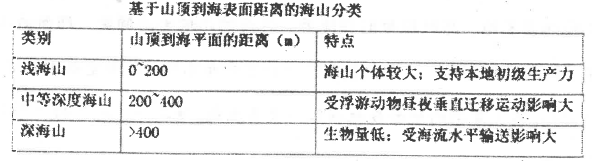 基于山顶到海表面距离的海山分类
类别 山顶到海平面的距离（m） 特点
浅海山 0~200 海山个体较大；支持本地初级生产力
中等深度海山 200~400 受浮游动物昼夜垂直迁移运动影响大
深海山 >400 生物量低；受海流水平输送影响大